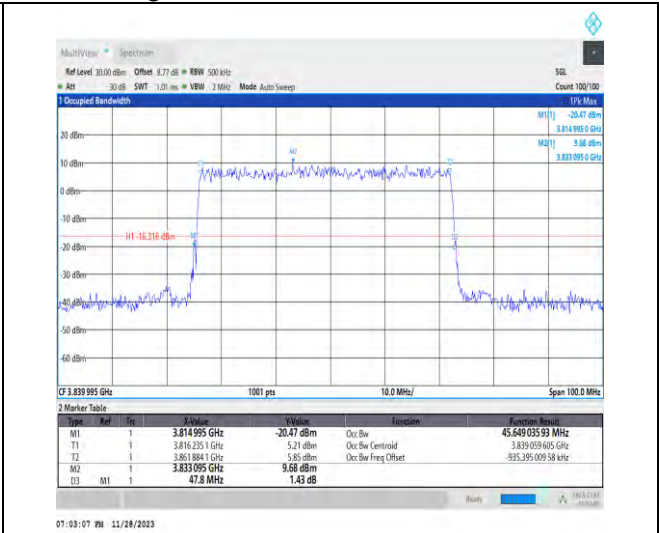 MultiView Spectrum
Ref Level 30.00 dBm Offset 8.77 dB RBW 500 kHz SGL
Att 30 dB SWT 1.01 ms VBW 2 MHz Mode Auto Sweep Count 100/100
1 Occupied Bandwidth 1Pk Max
M1[1] -20.47 dBm
3.814 995 0 GHz
M2[1] 9.68 dBm
3.833 095 0 GHz
20 dBm
M2
10 dBm
T1 T2
0 dBm
-10 dBm
H1 -16.316 dBm M1 D3
-20 dBm
-30 dBm
-40 dBm
-50 dBm
-60 dBm
CF 3.839 995 GHz 1001 pts 10.0 MHz/ Span 100.0 MHz
2 Marker Table
Type Ref Trc X-Value Y-Value Function Function Result
M1 1 3.814 995 GHz -20.47 dBm Occ Bw 45.649 035 93 MHz
T1 1 3.816 235 1 GHz 5.21 dBm Occ Bw Centroid 3.839 059 605 GHz
T2 1 3.861 884 1 GHz 5.85 dBm Occ Bw Freq Offset -935.395 009 58 kHz
M2 1 3.833 095 GHz 9.68 dBm
D3 M1 1 47.8 MHz 1.43 dB
Ready
07:03:07 PM 11/28/2023